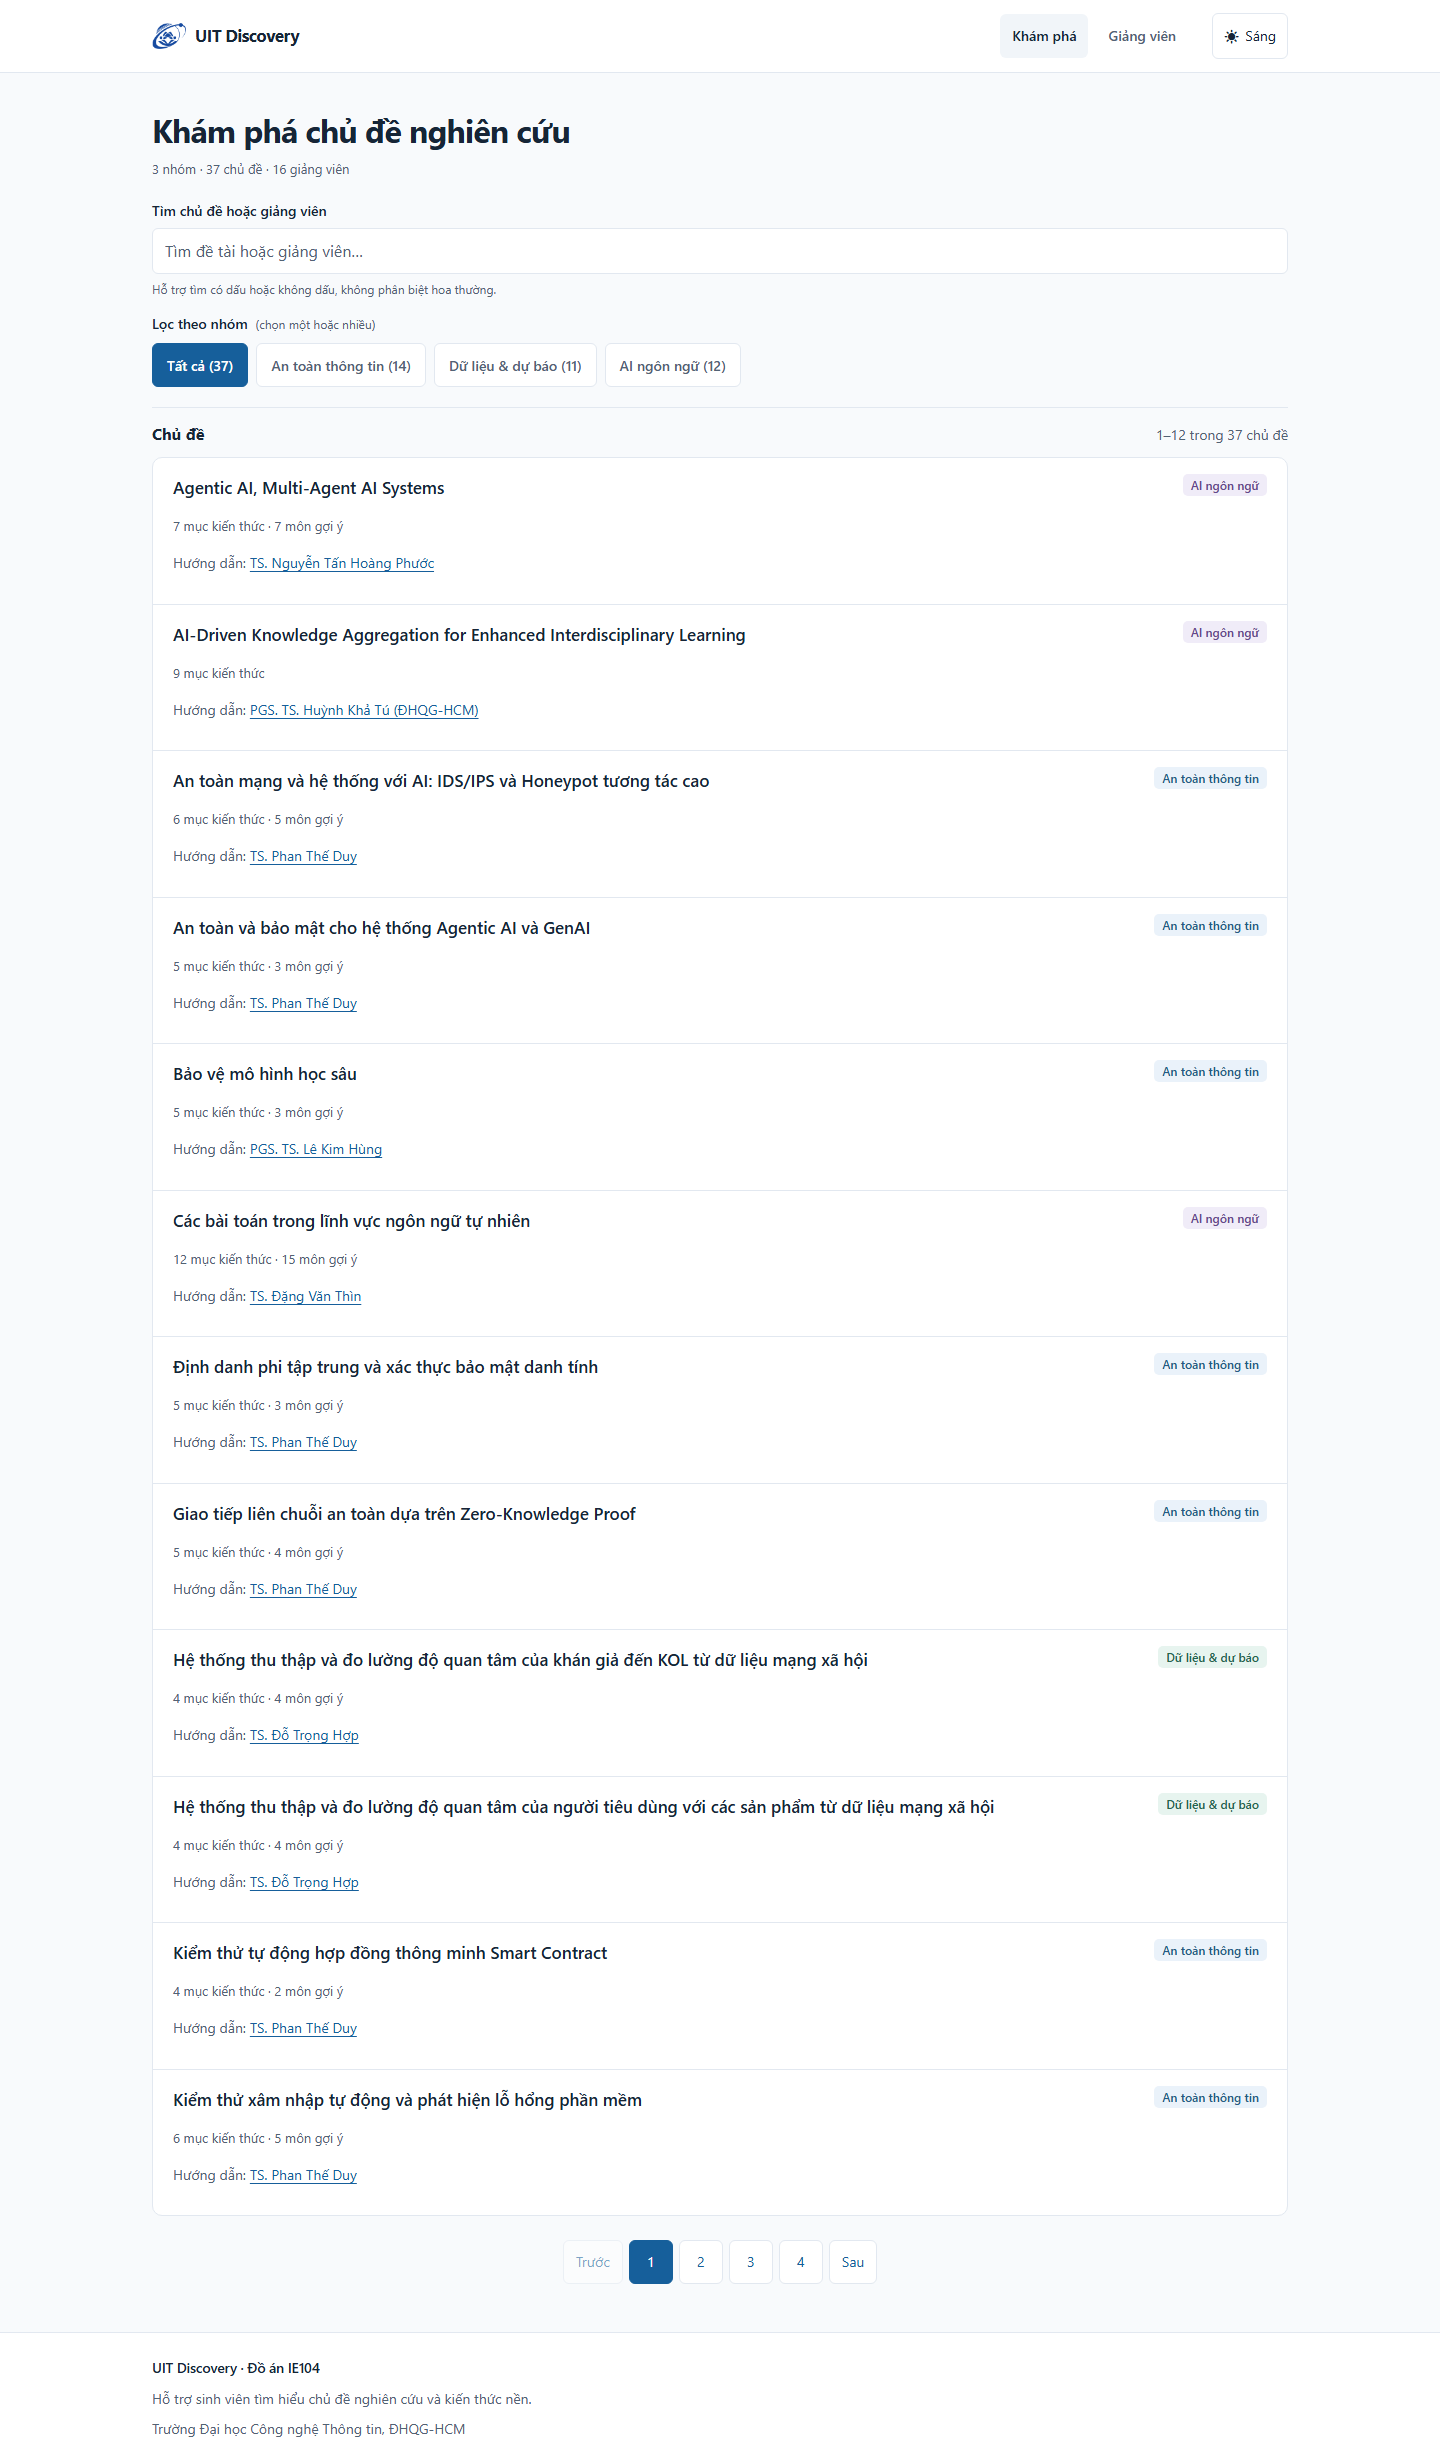 UIT Discovery
Khám phá
Giảng viên
Sáng
Khám phá chủ đề nghiên cứu
3 nhóm · 37 chủ đề · 16 giảng viên
Tìm chủ đề hoặc giảng viên
Tìm đề tài hoặc giảng viên...
Hỗ trợ tìm có dấu hoặc không dấu, không phân biệt hoa thường.
Lọc theo nhóm (chọn một hoặc nhiều)
Tất cả (37)
An toàn thông tin (14)
Dữ liệu & dự báo (11)
AI ngôn ngữ (12)
Chủ đề
1–12 trong 37 chủ đề
Agentic AI, Multi-Agent AI Systems
AI ngôn ngữ
7 mục kiến thức · 7 môn gợi ý
Hướng dẫn: TS. Nguyễn Tấn Hoàng Phước
AI-Driven Knowledge Aggregation for Enhanced Interdisciplinary Learning
AI ngôn ngữ
9 mục kiến thức
Hướng dẫn: PGS. TS. Huỳnh Khả Tú (ĐHQG-HCM)
An toàn mạng và hệ thống với AI: IDS/IPS và Honeypot tương tác cao
An toàn thông tin
6 mục kiến thức · 5 môn gợi ý
Hướng dẫn: TS. Phan Thế Duy
An toàn và bảo mật cho hệ thống Agentic AI và GenAI
An toàn thông tin
5 mục kiến thức · 3 môn gợi ý
Hướng dẫn: TS. Phan Thế Duy
Bảo vệ mô hình học sâu
An toàn thông tin
5 mục kiến thức · 3 môn gợi ý
Hướng dẫn: PGS. TS. Lê Kim Hùng
Các bài toán trong lĩnh vực ngôn ngữ tự nhiên
AI ngôn ngữ
12 mục kiến thức · 15 môn gợi ý
Hướng dẫn: TS. Đặng Văn Thìn
Định danh phi tập trung và xác thực bảo mật danh tính
An toàn thông tin
5 mục kiến thức · 3 môn gợi ý
Hướng dẫn: TS. Phan Thế Duy
Giao tiếp liên chuỗi an toàn dựa trên Zero-Knowledge Proof
An toàn thông tin
5 mục kiến thức · 4 môn gợi ý
Hướng dẫn: TS. Phan Thế Duy
Hệ thống thu thập và đo lường độ quan tâm của khán giả đến KOL từ dữ liệu mạng xã hội
Dữ liệu & dự báo
4 mục kiến thức · 4 môn gợi ý
Hướng dẫn: TS. Đỗ Trọng Hợp
Hệ thống thu thập và đo lường độ quan tâm của người tiêu dùng với các sản phẩm từ dữ liệu mạng xã hội
Dữ liệu & dự báo
4 mục kiến thức · 4 môn gợi ý
Hướng dẫn: TS. Đỗ Trọng Hợp
Kiểm thử tự động hợp đồng thông minh Smart Contract
An toàn thông tin
4 mục kiến thức · 2 môn gợi ý
Hướng dẫn: TS. Phan Thế Duy
Kiểm thử xâm nhập tự động và phát hiện lỗ hổng phần mềm
An toàn thông tin
6 mục kiến thức · 5 môn gợi ý
Hướng dẫn: TS. Phan Thế Duy
Trước
1
2
3
4
Sau
UIT Discovery · Đồ án IE104
Hỗ trợ sinh viên tìm hiểu chủ đề nghiên cứu và kiến thức nền.
Trường Đại học Công nghệ Thông tin, ĐHQG-HCM